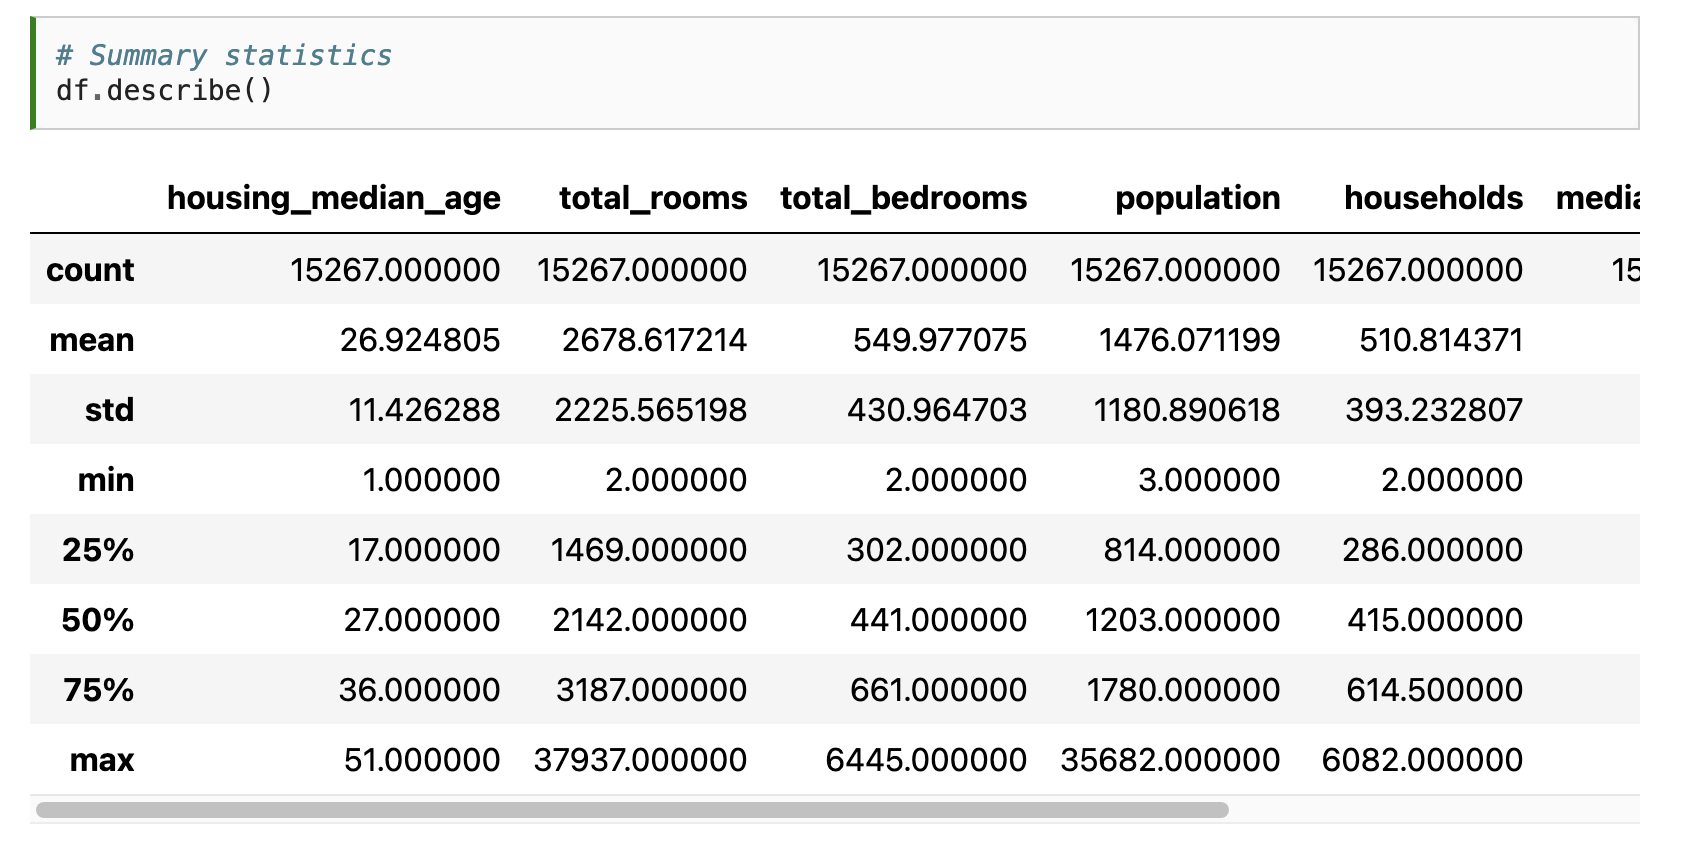 # Summary statistics
df.describe()
housing_median_age total_rooms total_bedrooms population households media
count 15267.000000 15267.000000 15267.000000 15267.000000 15267.000000 15
mean 26.924805 2678.617214 549.977075 1476.071199 510.814371
std 11.426288 2225.565198 430.964703 1180.890618 393.232807
min 1.000000 2.000000 2.000000 3.000000 2.000000
25% 17.000000 1469.000000 302.000000 814.000000 286.000000
50% 27.000000 2142.000000 441.000000 1203.000000 415.000000
75% 36.000000 3187.000000 661.000000 1780.000000 614.500000
max 51.000000 37937.000000 6445.000000 35682.000000 6082.000000